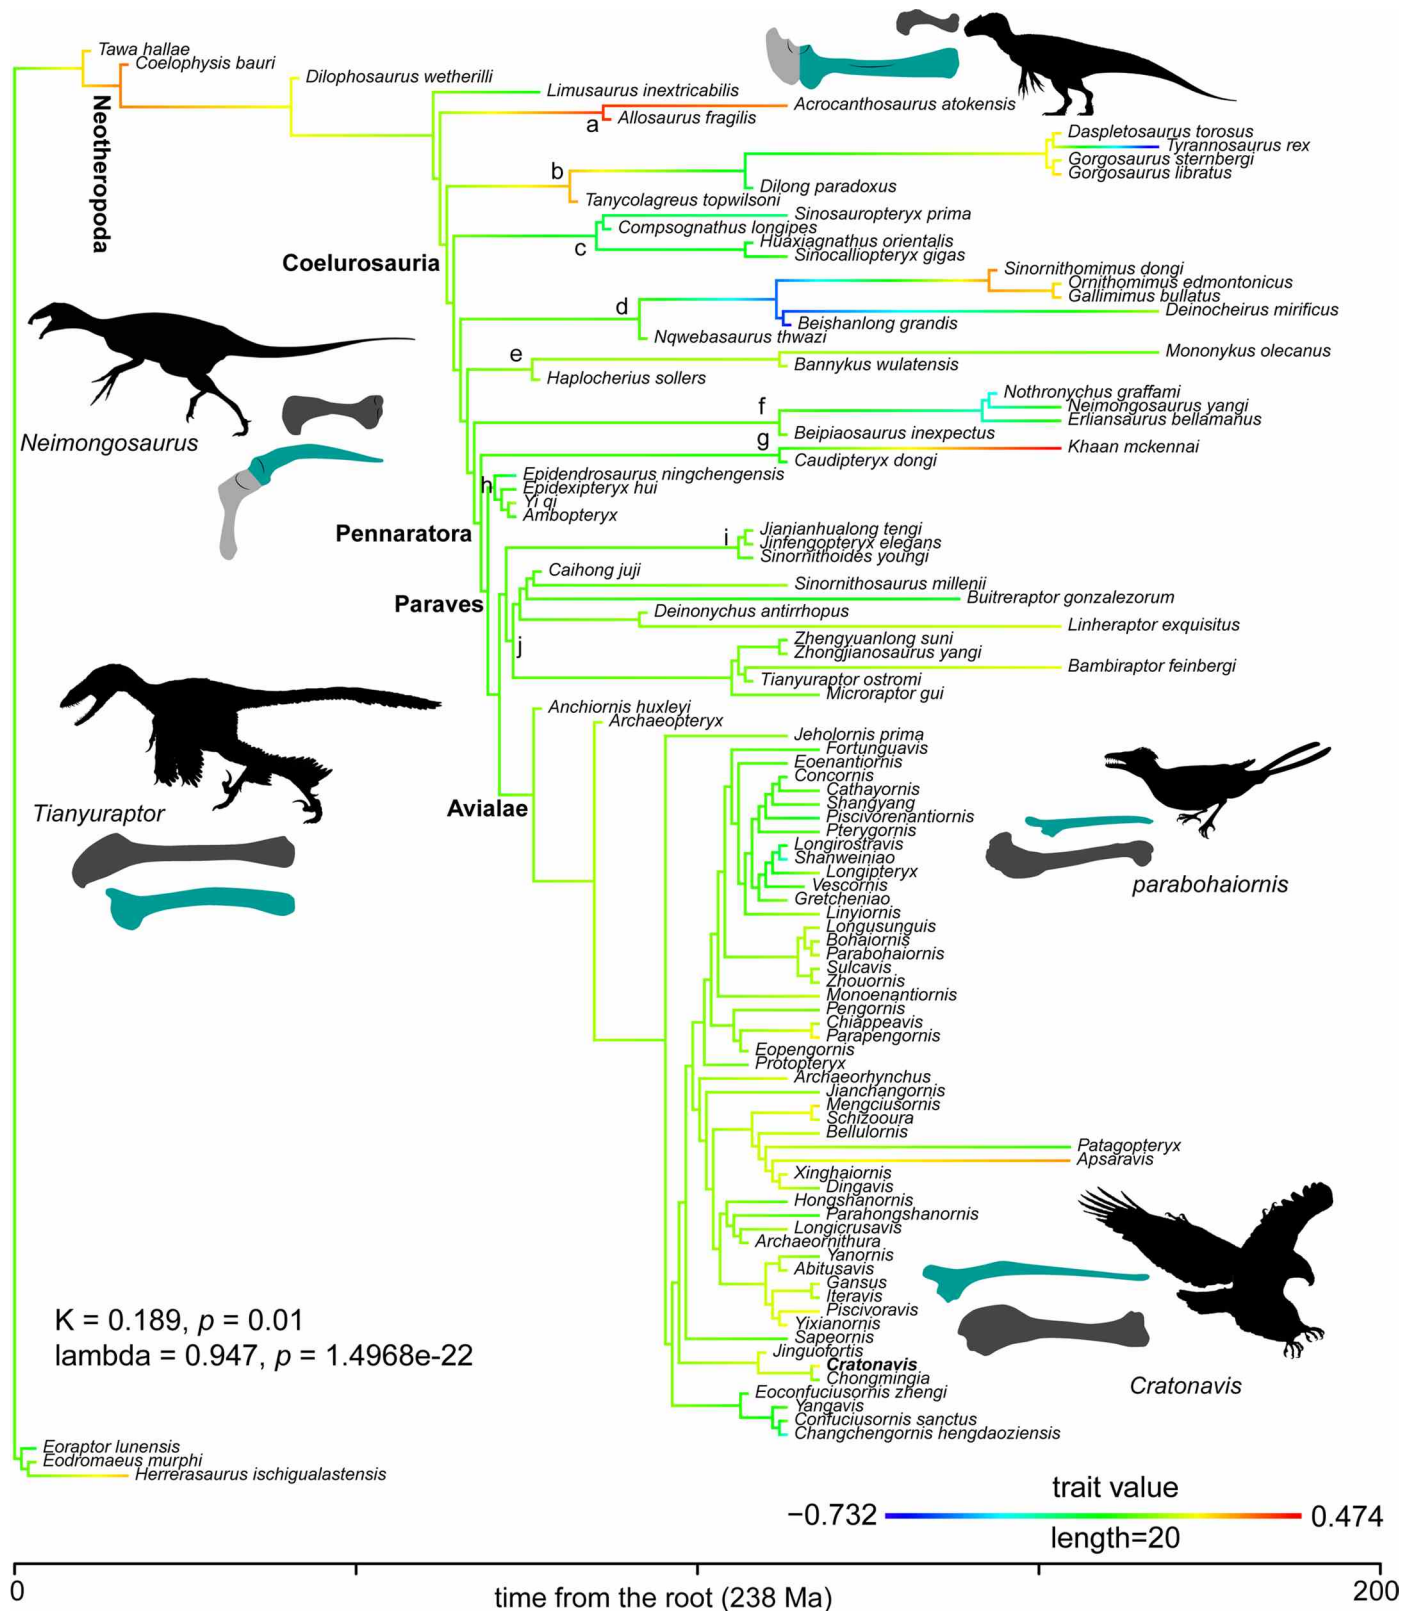 Tawa hallae
Coelophysis bauri
Dilophosaurus wetherilli
Neotheropoda
Limusaurus inextricabilis
Acrocanthosaurus atokensis
a
Allosaurus fragilis
Daspletosaurus torosus
Tyrannosaurus rex
Gorgosaurus sternbergi
Gorgosaurus libratus
b
Dilong paradoxus
Tanycolagreus topwilsoni
Sinosauropteryx prima
Compsognathus longipes
c
Huaxiagnathus orientalis
Sinocalliopteryx gigas
Coelurosauria
Sinornithomimus dongi
Ornithomimus edmontonicus
Gallimimus bullatus
d
Deinocheirus mirificus
Beishanlong grandis
Nqwebasaurus thwazi
e
Mononykus olecanus
Bannykus wulatensis
Haplocherius sollers
Nothronychus graffami
f
Neimongosaurus yangi
Erliansaurus bellamanus
Beipiaosaurus inexpectus
g
Khaan mckennai
Caudipteryx dongi
Neimongosaurus
h
Epidendrosaurus ningchengensis
Epidexipteryx hui
Yi qi
Ambopteryx
Pennaratora
i
Jianianhualong tengi
Jinfengopteryx elegans
Sinornithoides youngi
Caihong juji
Sinornithosaurus millenii
Buitreraptor gonzalezorum
Paraves
Deinonychus antirrhopus
Linheraptor exquisitus
j
Zhengyuanlong suni
Zhongjianosaurus yangi
Bambiraptor feinbergi
Tianyuraptor ostromi
Microraptor gui
Anchiornis huxleyi
Archaeopteryx
Jeholornis prima
Fortunguavis
Eoenantiornis
Concornis
Cathayornis
Shangyang
Avialae
Tianyuraptor
Piscivorenantiornis
Pterygornis
Longirostravis
Shanweiniao
Longipteryx
Vescornis
parabohaiornis
Gretcheniao
Linyiornis
Longusunguis
Bohaiornis
Parabohaiornis
Sulcavis
Zhouornis
Monoenantiornis
Pengornis
Chiappeavis
Parapengornis
Eopengornis
Protopteryx
Archaeorhynchus
Jianchangornis
Mengciusornis
Schizooura
Bellulornis
Patagopteryx
Apsaravis
Xinghaiornis
Dingavis
Hongshanornis
Parahongshanornis
Longicrusavis
Archaeornithura
Yanornis
Abitusavis
Gansus
Iteravis
Piscivoravis
Yixianornis
Sapeornis
Jinguofortis
Cratonavis
Chongmingia
Cratonavis
Eoconfuciusornis zhengi
Yangavis
Confuciusornis sanctus
Changchengornis hengdaoziensis
K = 0.189, p = 0.01
lambda = 0.947, p = 1.4968e-22
Eoraptor lunensis
Eodromaeus murphi
Herrerasaurus ischigualastensis
trait value
−0.732 0.474
length=20
0 200
time from the root (238 Ma)